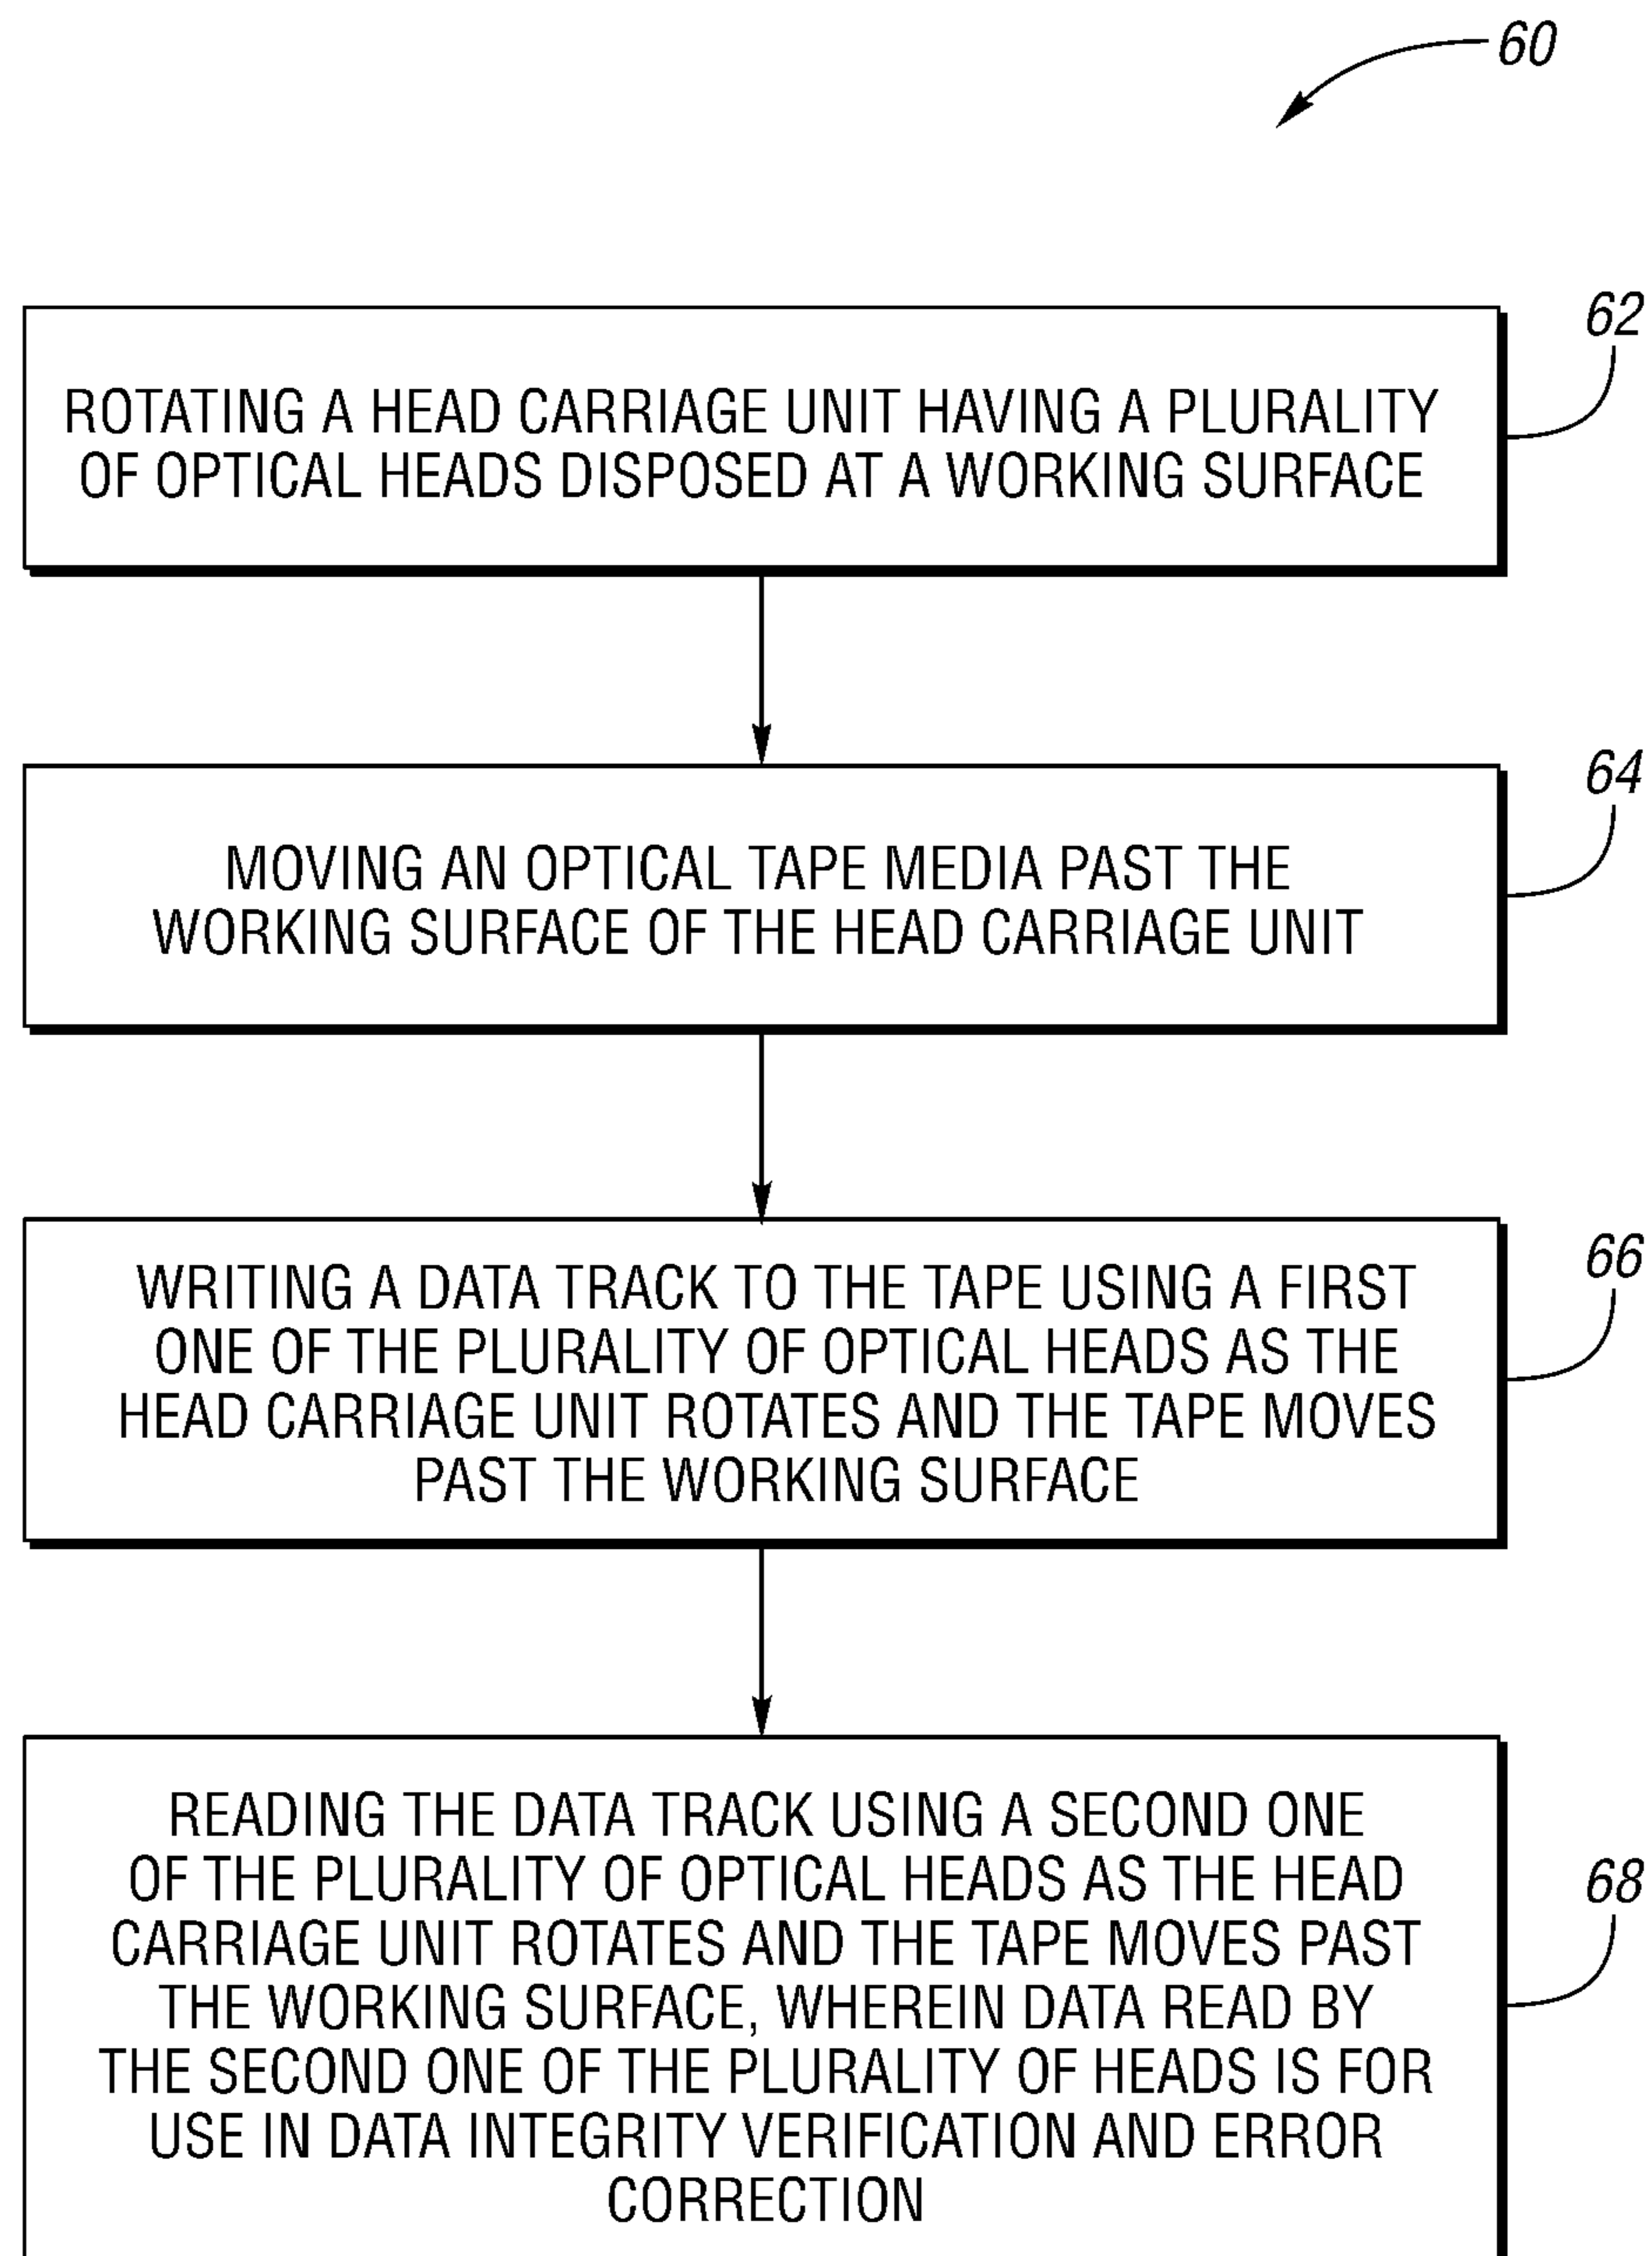 60
62
ROTATING A HEAD CARRIAGE UNIT HAVING A PLURALITY
OF OPTICAL HEADS DISPOSED AT A WORKING SURFACE
64
MOVING AN OPTICAL TAPE MEDIA PAST THE
WORKING SURFACE OF THE HEAD CARRIAGE UNIT
66
WRITING A DATA TRACK TO THE TAPE USING A FIRST
ONE OF THE PLURALITY OF OPTICAL HEADS AS THE
HEAD CARRIAGE UNIT ROTATES AND THE TAPE MOVES
PAST THE WORKING SURFACE
68
READING THE DATA TRACK USING A SECOND ONE
OF THE PLURALITY OF OPTICAL HEADS AS THE HEAD
CARRIAGE UNIT ROTATES AND THE TAPE MOVES PAST
THE WORKING SURFACE, WHEREIN DATA READ BY
THE SECOND ONE OF THE PLURALITY OF HEADS IS FOR
USE IN DATA INTEGRITY VERIFICATION AND ERROR
CORRECTION